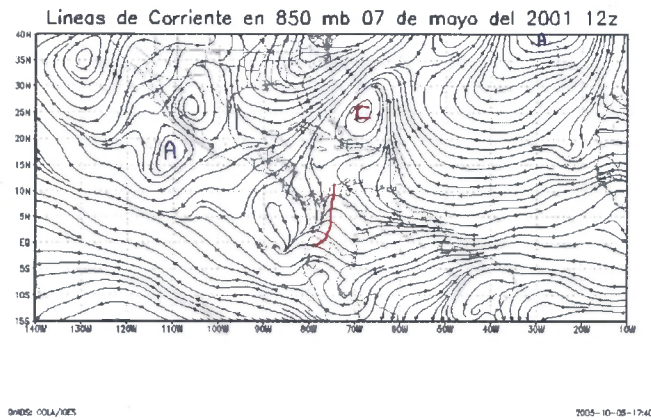 Lineas de Corriente en 850 mb 07 de mayo del 2001 12z
40N
A
35N
30N
25N
C
20N
A
15N
10N
5N
EQ
5S
10S
15S
140W 130W 120W 110W 100W 90W 80W 70W 60W 50W 40W 30W 20W 10W
GrADS: COLA/IGES 2005-10-05-17:40